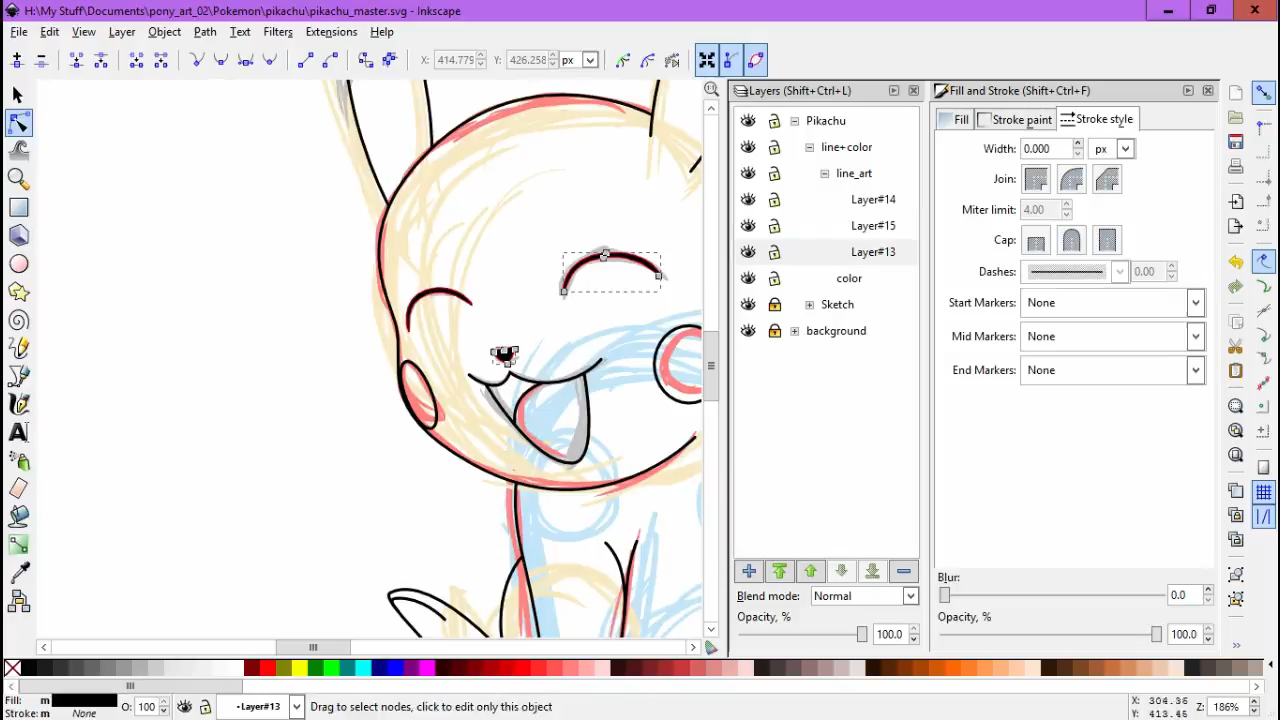 H:\My Stuff\Documents\pony_art_02\Pokemon\pikachu\pikachu_master.svg - Inkscape
File Edit View Layer Object Path Text Filters Extensions Help
X: 414.779 Y: 426.258 px
Layers (Shift+Ctrl+L)
Fill and Stroke (Shift+Ctrl+F)
Pikachu
line+color
line_art
Layer#14
Layer#15
Layer#13
color
Sketch
background
Fill Stroke paint Stroke style
Width: 0.000 px
Join:
Miter limit: 4.00
Cap:
Dashes: 0.00
Start Markers: None
Mid Markers: None
End Markers: None
Blend mode: Normal
Opacity, % 100.0
Blur:
0.0
Opacity, %
100.0
Fill: m
Stroke: m None
O: 100
Layer#13
Drag to select nodes, click to edit only this object
X: 304.36
Y: 413.45
Z: 186%